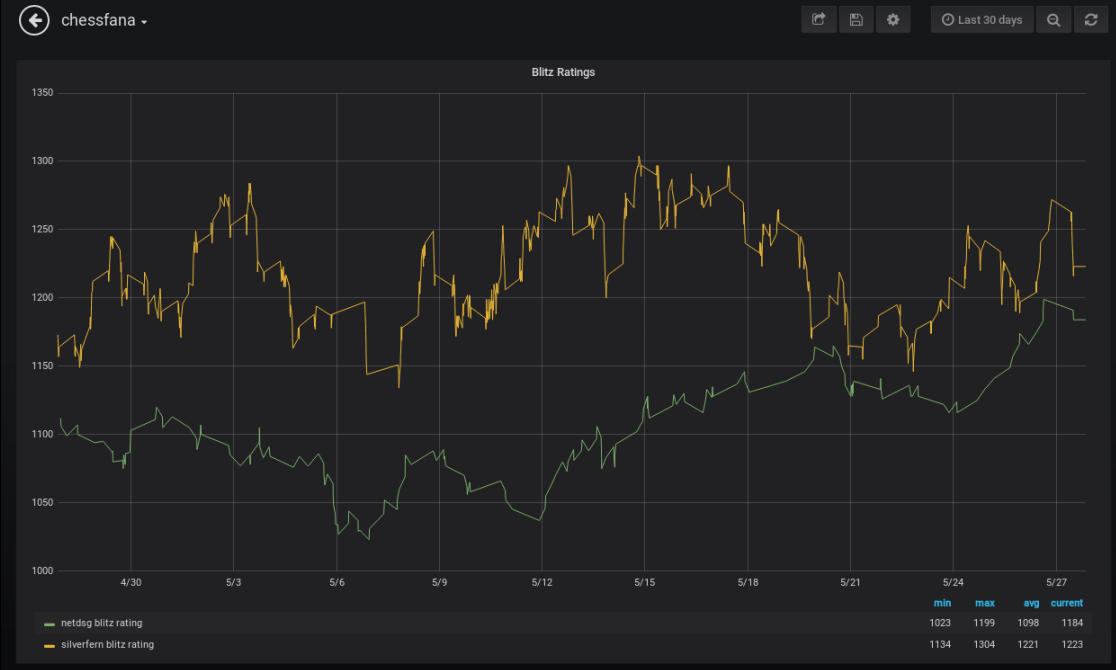 chessfana
Last 30 days
Blitz Ratings
1350
1300
1250
1200
1150
1100
1050
1000
4/30 5/3 5/6 5/9 5/12 5/15 5/18 5/21 5/24 5/27
min max avg current
netdsg blitz rating 1023 1199 1098 1184
silverfern blitz rating 1134 1304 1221 1223